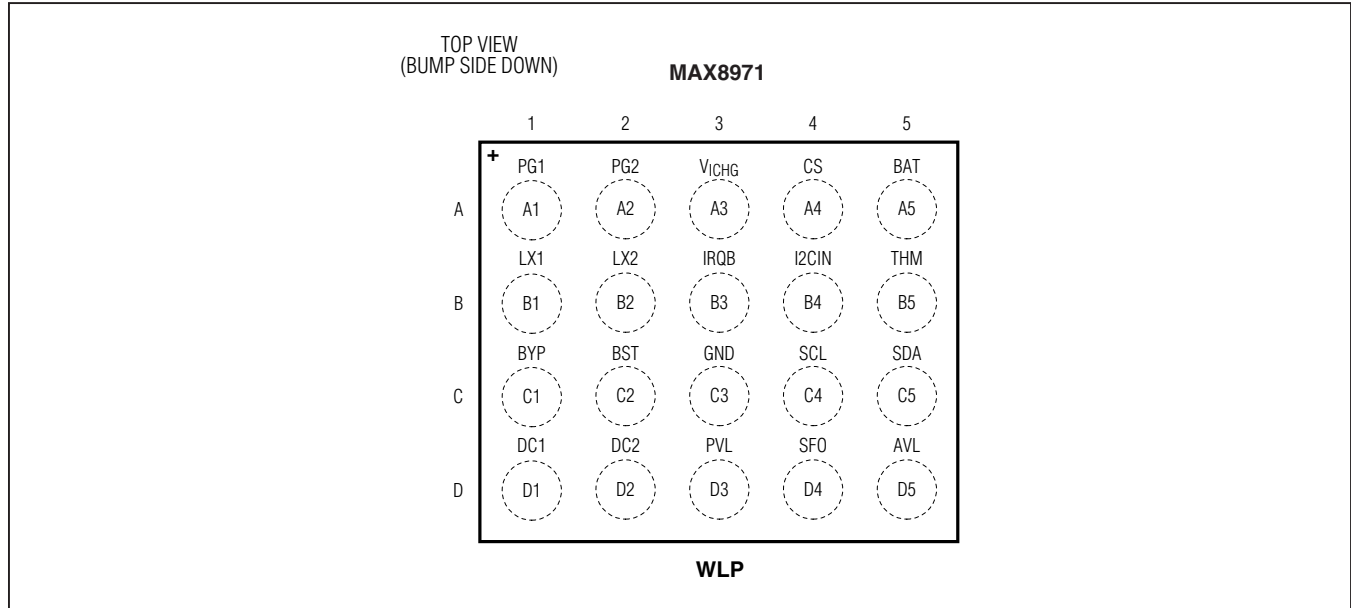 TOP VIEW
(BUMP SIDE DOWN)
MAX8971
1 2 3 4 5
+
PG1 PG2 VICHG CS BAT
A A1 A2 A3 A4 A5
LX1 LX2 IRQB I2CIN THM
B B1 B2 B3 B4 B5
BYP BST GND SCL SDA
C C1 C2 C3 C4 C5
DC1 DC2 PVL SFO AVL
D D1 D2 D3 D4 D5
WLP